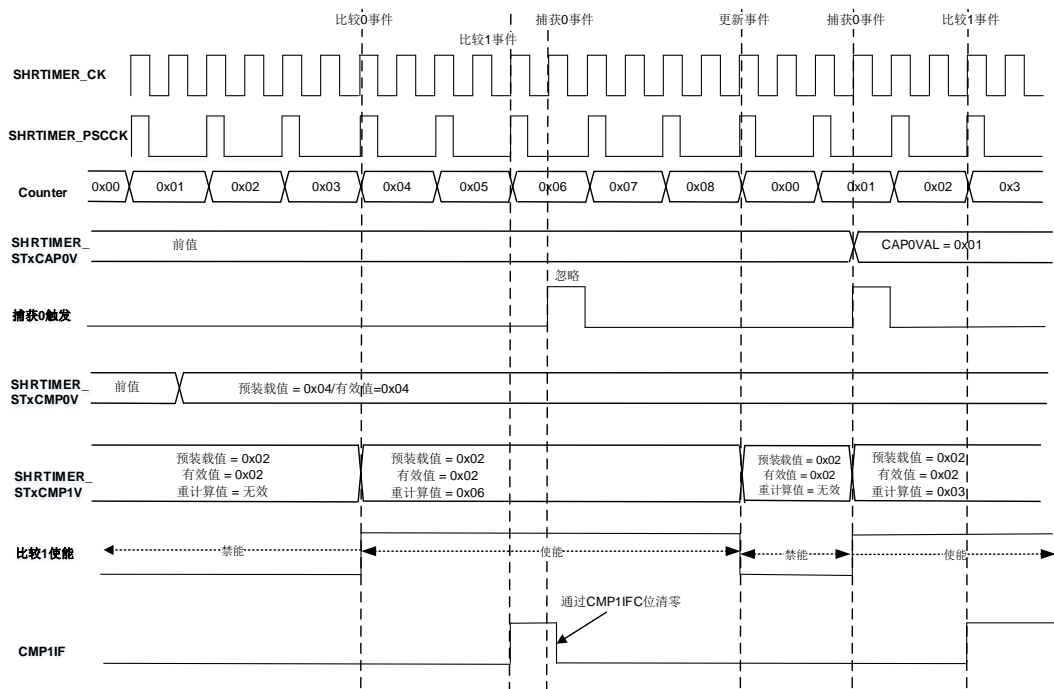 比较0事件
捕获0事件
更新事件
捕获0事件
比较1事件
比较1事件
SHRTIMER_CK
SHRTIMER_PSCCK
Counter
0x00
0x01
0x02
0x03
0x04
0x05
0x06
0x07
0x08
0x00
0x01
0x02
0x3
SHRTIMER_
STxCAP0V
前值
CAP0VAL = 0x01
忽略
捕获0触发
SHRTIMER_
STxCMP0V
前值
预装载值 = 0x04/有效值=0x04
SHRTIMER_
STxCMP1V
预装载值 = 0x02
有效值 = 0x02
重计算值 = 无效
预装载值 = 0x02
有效值 = 0x02
重计算值 = 0x06
预装载值 = 0x02
有效值 = 0x02
重计算值 = 无效
预装载值 = 0x02
有效值 = 0x02
重计算值 = 0x03
比较1使能
禁能
使能
禁能
使能
通过CMP1IFC位清零
CMP1IF